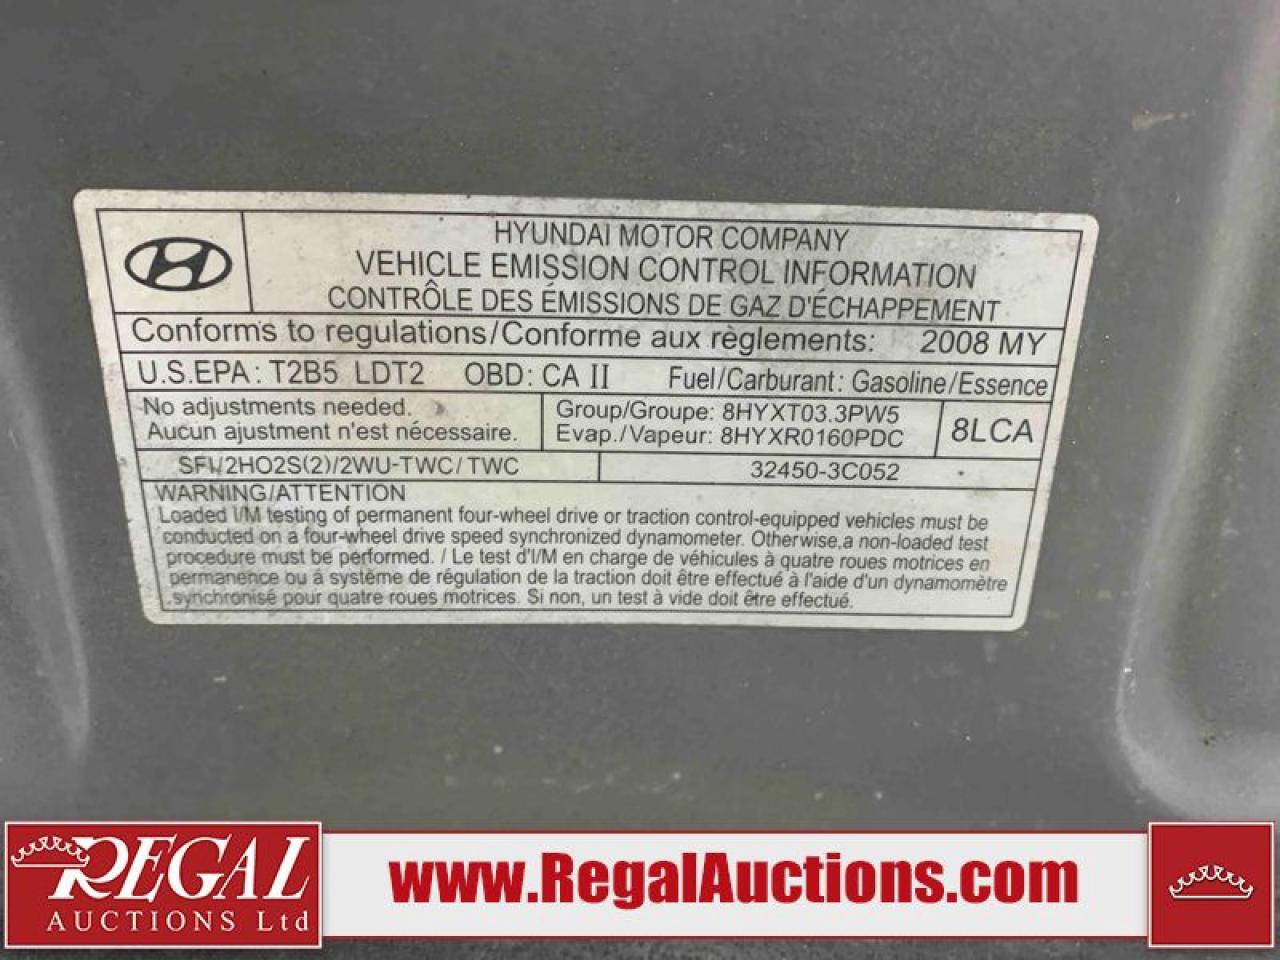 HYUNDAI MOTOR COMPANY
VEHICLE EMISSION CONTROL INFORMATION
CONTRÔLE DES ÉMISSIONS DE GAZ D'ÉCHAPPEMENT
Conforms to regulations/Conforme aux règlements: 2008 MY
U.S.EPA: T2B5 LDT2 OBD: CA II Fuel/Carburant: Gasoline/Essence
No adjustments needed.
Aucun ajustment n'est nécessaire.
Group/Groupe: 8HYXT03.3PW5
Evap./Vapeur: 8HYXR0160PDC
8LCA
SFI/2HO2S(2)/2WU-TWC/TWC
32450-3C052
WARNING/ATTENTION
Loaded I/M testing of permanent four-wheel drive or traction control-equipped vehicles must be
conducted on a four-wheel drive speed synchronized dynamometer. Otherwise,a non-loaded test
procedure must be performed. / Le test d'I/M en charge de véhicules à quatre roues motrices en
permanence ou á système de régulation de la traction doit être effectué à l'aide d'un dynamomètre
synchronisé pour quatre roues motrices. Si non, un test à vide doit être effectué.
REGAL
AUCTIONS Ltd
www.RegalAuctions.com